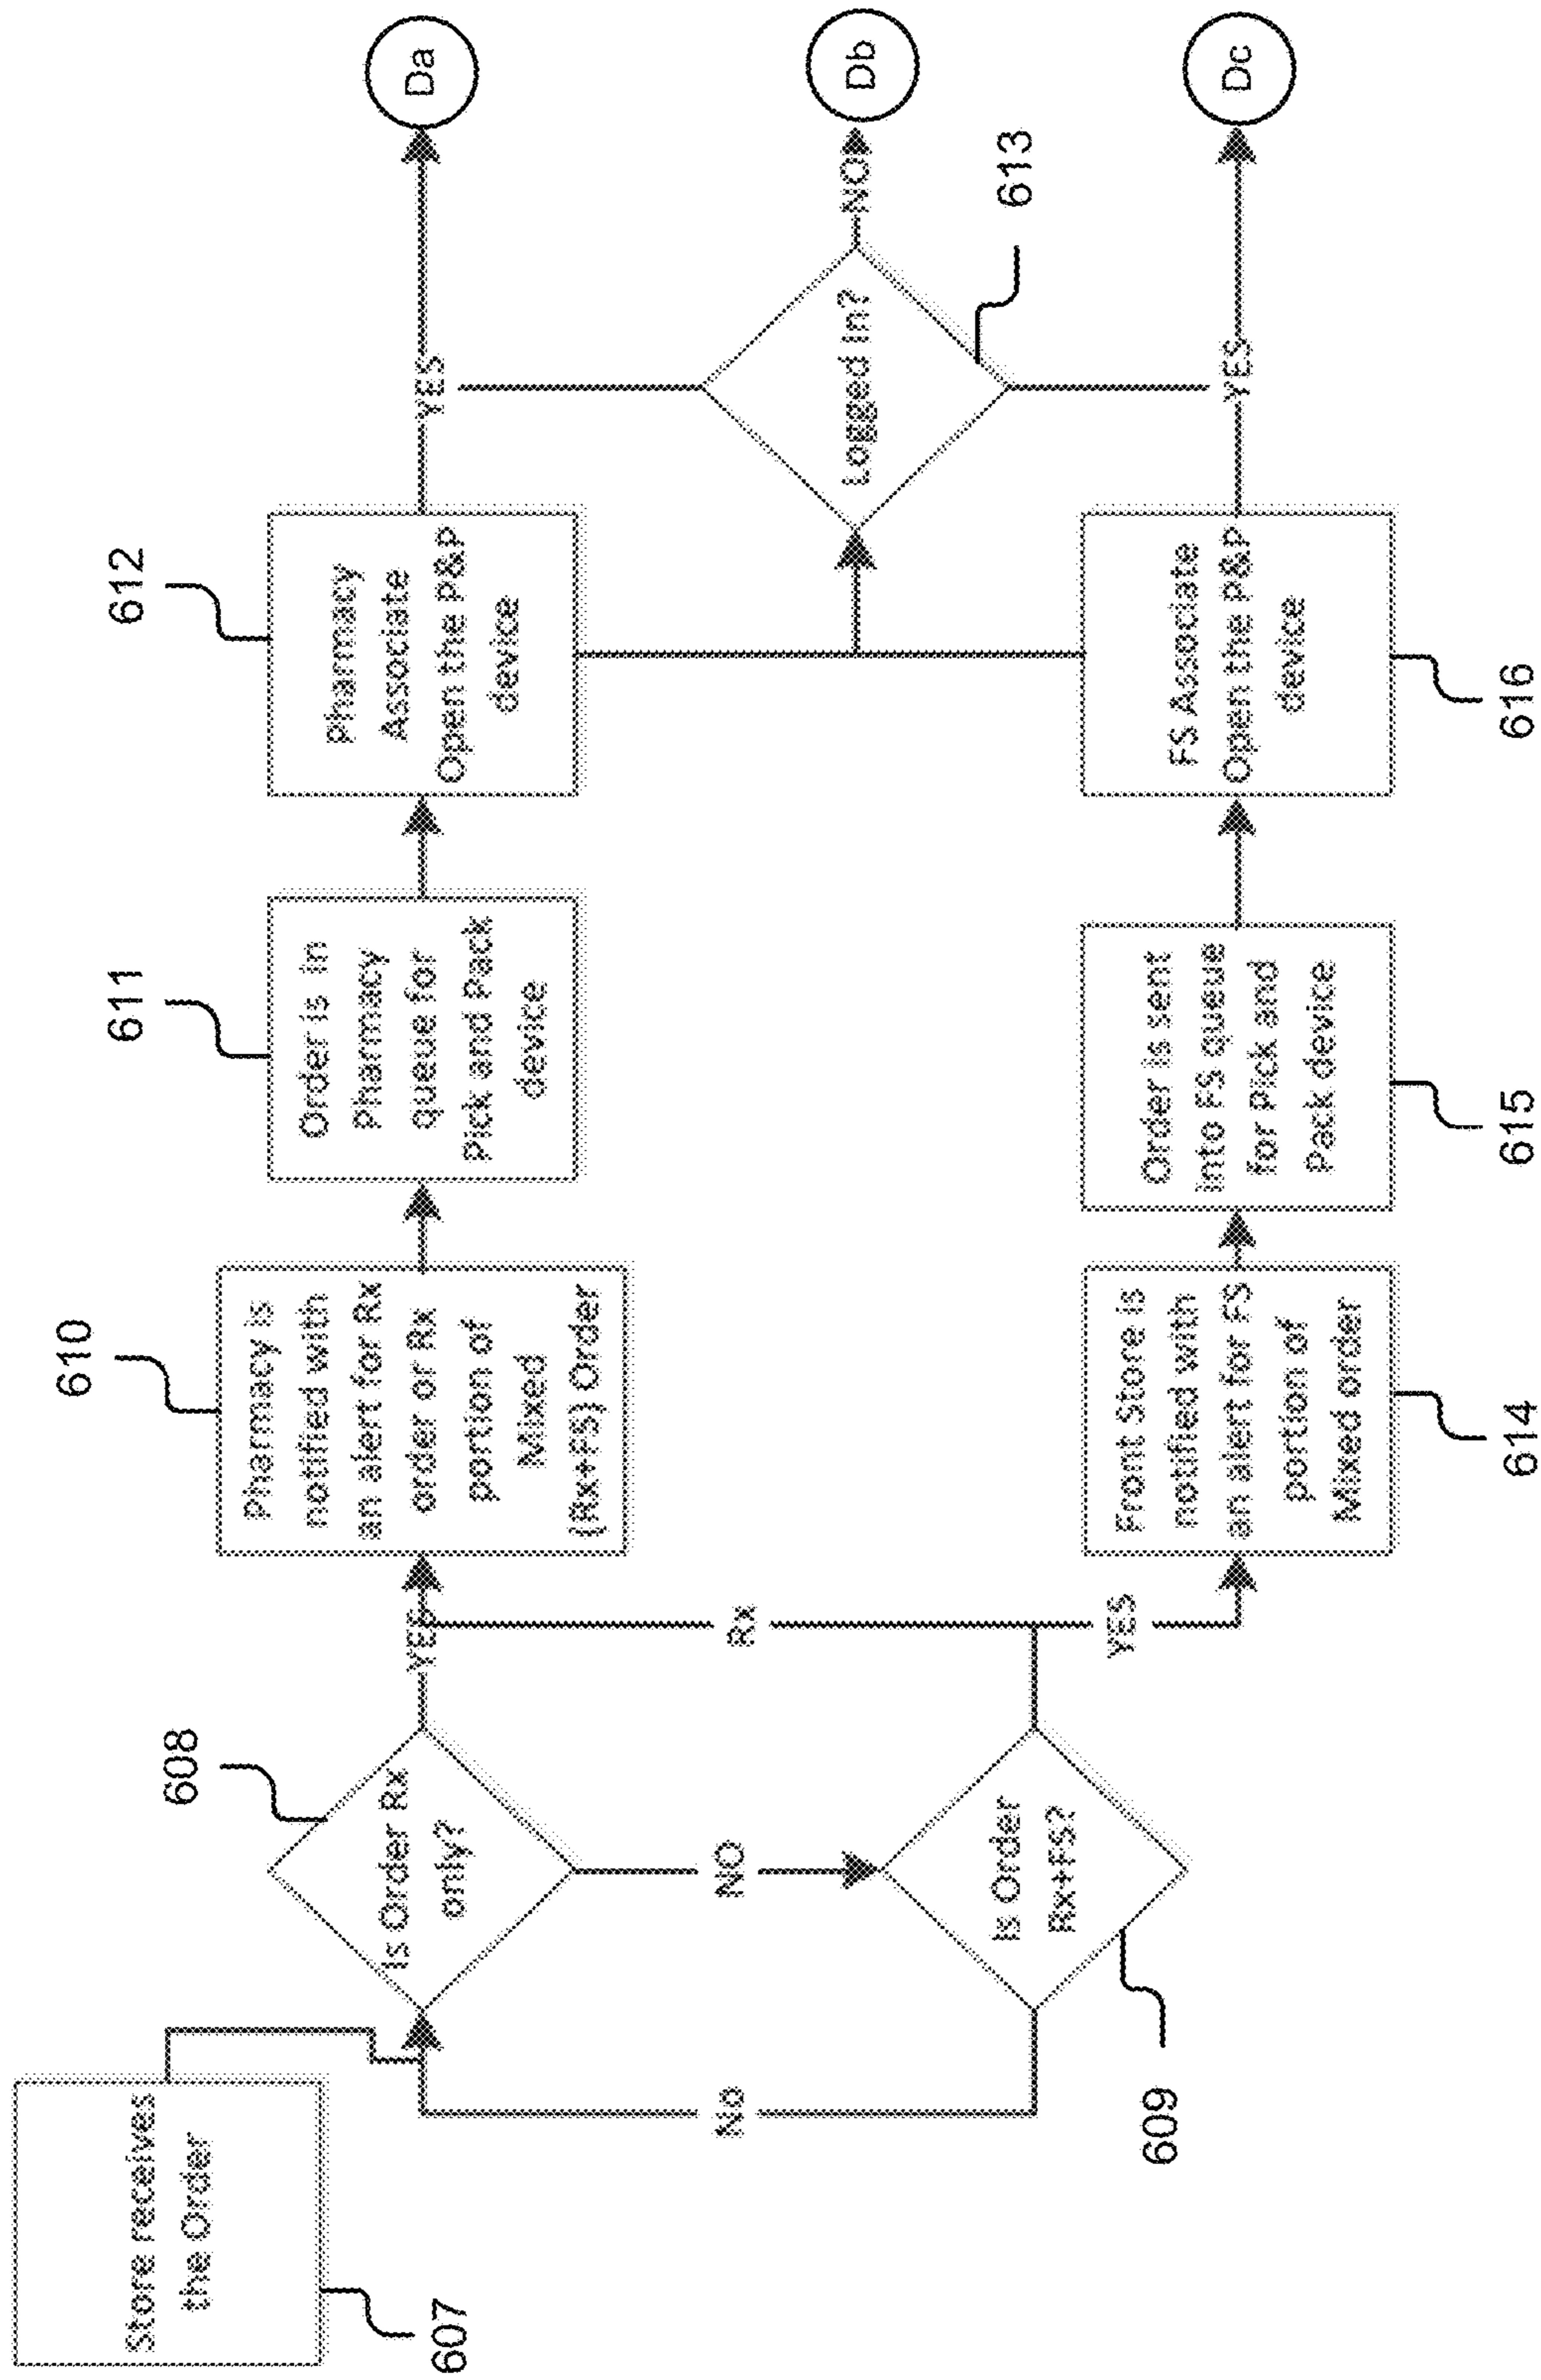 Store receives
the Order
607
608
Is Order Rx
only?
YES
NO
No
Is Order
Rx+FS?
609
Rx
YES
610
Pharmacy is
notified with
an alert for Rx
order or Rx
portion of
Mixed
(Rx+FS) Order
611
Order is in
Pharmacy
queue for
Pick and Pack
device
612
Pharmacy
Associate
Open the P&P
device
YES
Da
Logged In?
613
NO
Db
Front Store is
notified with
an alert for FS
portion of
Mixed order
614
Order is sent
into FS queue
for Pick and
Pack device
615
FS Associate
Open the P&P
device
616
YES
Dc